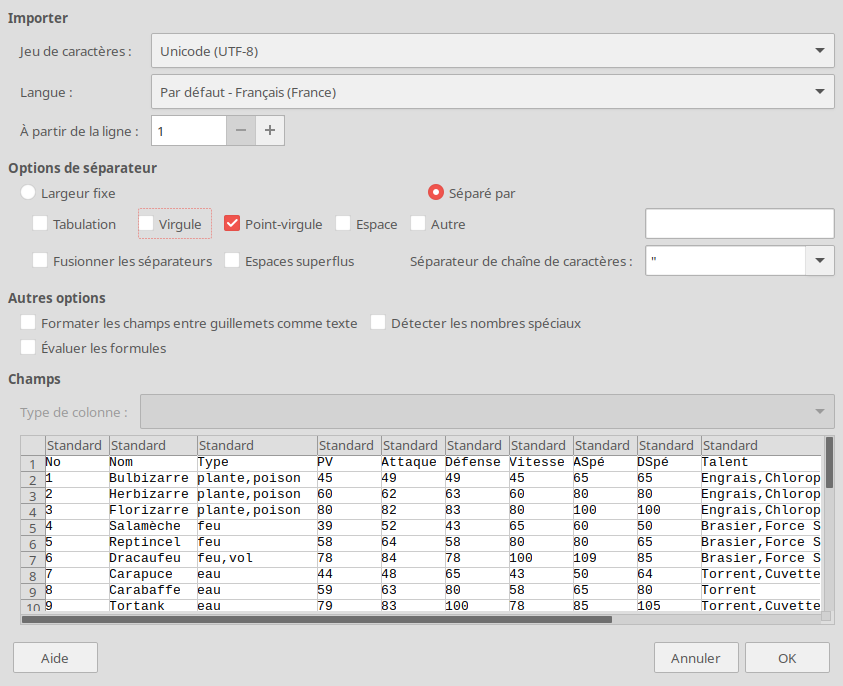 Importer
Jeu de caractères : Unicode (UTF-8)
Langue : Par défaut - Français (France)
À partir de la ligne : 1 − +
Options de séparateur
Largeur fixe Séparé par
Tabulation Virgule Point-virgule Espace Autre
Fusionner les séparateurs Espaces superflus Séparateur de chaîne de caractères : "
Autres options
Formater les champs entre guillemets comme texte Détecter les nombres spéciaux
Évaluer les formules
Champs
Type de colonne :
Standard Standard Standard Standard Standard Standard Standard Standard Standard Standard
1 No Nom Type PV Attaque Défense Vitesse ASpé DSpé Talent
2 1 Bulbizarre plante,poison 45 49 49 45 65 65 Engrais,Chlorop
3 2 Herbizarre plante,poison 60 62 63 60 80 80 Engrais,Chlorop
4 3 Florizarre plante,poison 80 82 83 80 100 100 Engrais,Chlorop
5 4 Salamèche feu 39 52 43 65 60 50 Brasier,Force S
6 5 Reptincel feu 58 64 58 80 80 65 Brasier,Force S
7 6 Dracaufeu feu,vol 78 84 78 100 109 85 Brasier,Force S
8 7 Carapuce eau 44 48 65 43 50 64 Torrent,Cuvette
9 8 Carabaffe eau 59 63 80 58 65 80 Torrent
10 9 Tortank eau 79 83 100 78 85 105 Torrent,Cuvette
Aide Annuler OK